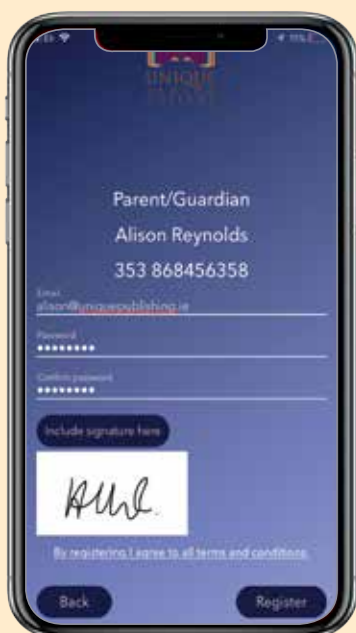 UNIQUE
Parent/Guardian
Alison Reynolds
353 868456358
Email
alison@uniquepublishing.ie
Password
••••••••
Confirm password
••••••••
Include signature here
By registering I agree to all terms and conditions.
Back
Register